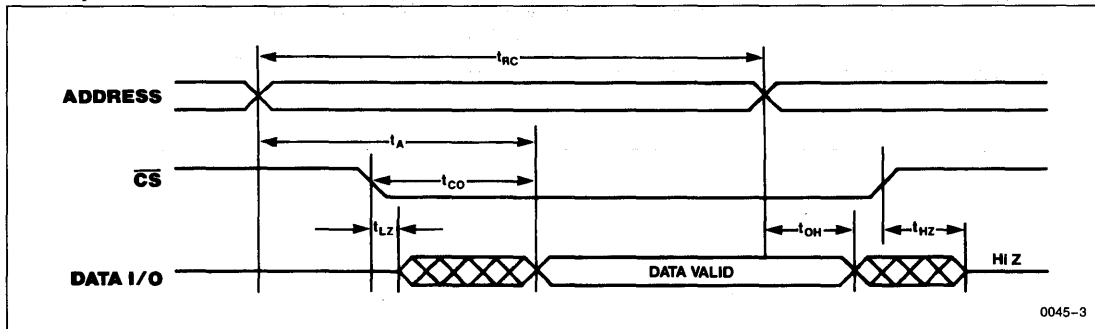 tRC
ADDRESS
tA
CS
tCO
tLZ
tOH
tHZ
DATA I/O
DATA VALID
Hi Z
0045-3